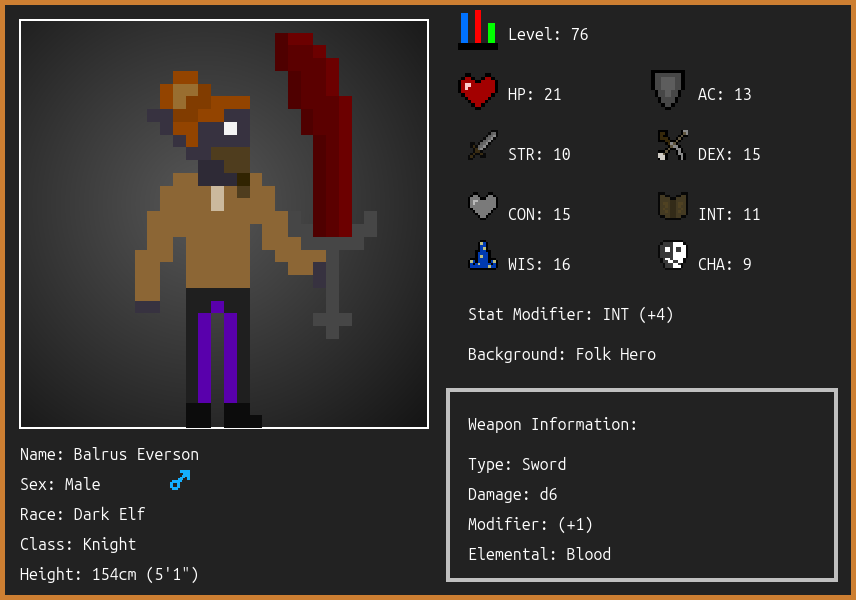 Level: 76
HP: 21
AC: 13
STR: 10
DEX: 15
CON: 15
INT: 11
WIS: 16
CHA: 9
Stat Modifier: INT (+4)
Background: Folk Hero
Weapon Information:
Type: Sword
Damage: d6
Modifier: (+1)
Elemental: Blood
Name: Balrus Everson
Sex: Male
Race: Dark Elf
Class: Knight
Height: 154cm (5'1")